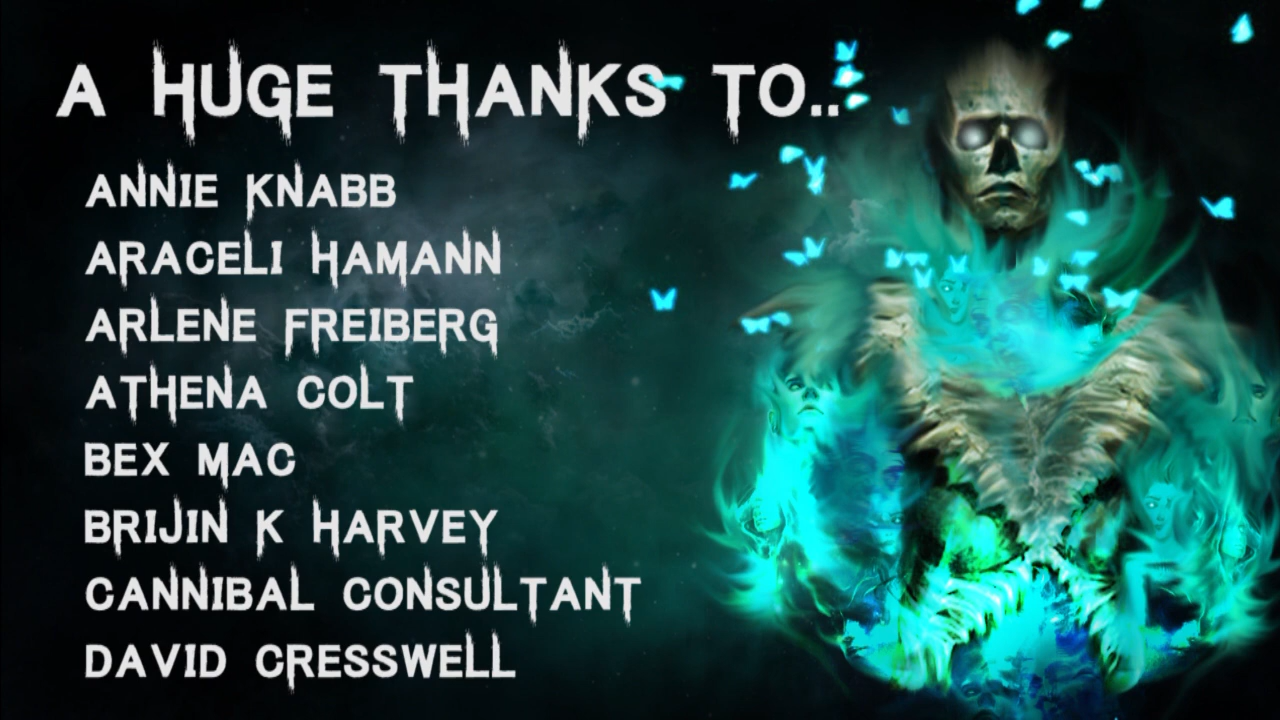 A HUGE THANKS TO..
ANNIE KNABB
ARACELI HAMANN
ARLENE FREIBERG
ATHENA COLT
BEX MAC
BRIJIN K HARVEY
CANNIBAL CONSULTANT
DAVID CRESSWELL